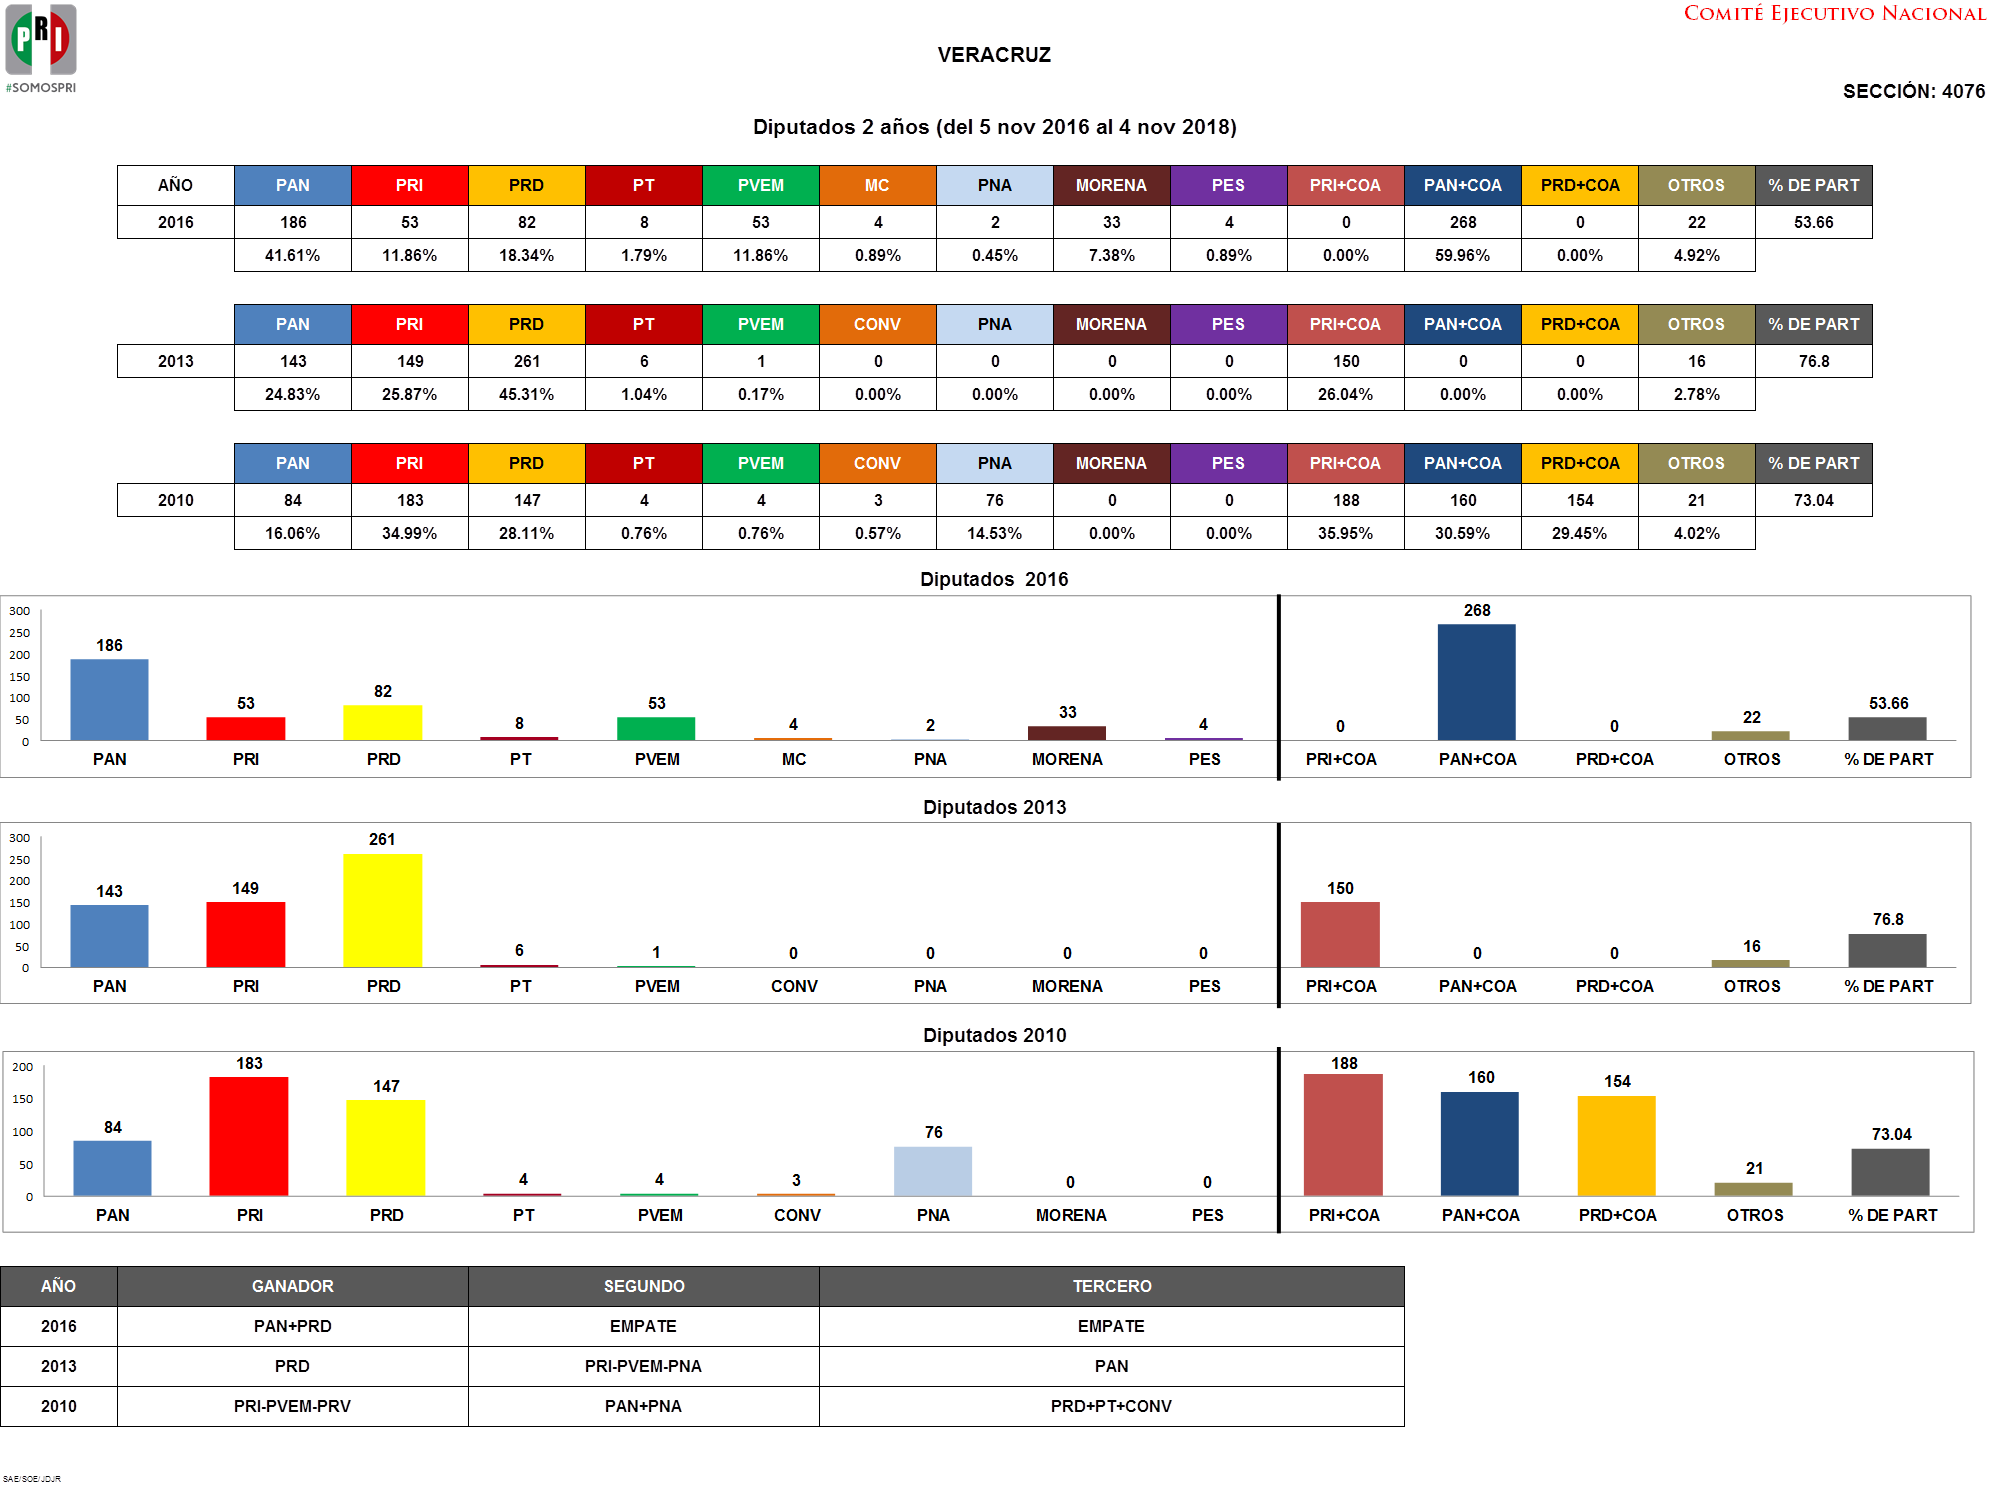 PRI
#SOMOSPRI
COMITÉ EJECUTIVO NACIONAL
VERACRUZ
SECCIÓN: 4076
Diputados 2 años (del 5 nov 2016 al 4 nov 2018)
AÑO PAN PRI PRD PT PVEM MC PNA MORENA PES PRI+COA PAN+COA PRD+COA OTROS % DE PART
2016 186 53 82 8 53 4 2 33 4 0 268 0 22 53.66
41.61% 11.86% 18.34% 1.79% 11.86% 0.89% 0.45% 7.38% 0.89% 0.00% 59.96% 0.00% 4.92%
PAN PRI PRD PT PVEM CONV PNA MORENA PES PRI+COA PAN+COA PRD+COA OTROS % DE PART
2013 143 149 261 6 1 0 0 0 0 150 0 0 16 76.8
24.83% 25.87% 45.31% 1.04% 0.17% 0.00% 0.00% 0.00% 0.00% 26.04% 0.00% 0.00% 2.78%
PAN PRI PRD PT PVEM CONV PNA MORENA PES PRI+COA PAN+COA PRD+COA OTROS % DE PART
2010 84 183 147 4 4 3 76 0 0 188 160 154 21 73.04
16.06% 34.99% 28.11% 0.76% 0.76% 0.57% 14.53% 0.00% 0.00% 35.95% 30.59% 29.45% 4.02%
Diputados 2016
300
250
200
150
100
50
0
186 53 82 8 53 4 2 33 4 0 268 0 22 53.66
PAN PRI PRD PT PVEM MC PNA MORENA PES PRI+COA PAN+COA PRD+COA OTROS % DE PART
Diputados 2013
300
250
200
150
100
50
0
143 149 261 6 1 0 0 0 0 150 0 0 16 76.8
PAN PRI PRD PT PVEM CONV PNA MORENA PES PRI+COA PAN+COA PRD+COA OTROS % DE PART
Diputados 2010
200
150
100
50
0
84 183 147 4 4 3 76 0 0 188 160 154 21 73.04
PAN PRI PRD PT PVEM CONV PNA MORENA PES PRI+COA PAN+COA PRD+COA OTROS % DE PART
AÑO GANADOR SEGUNDO TERCERO
2016 PAN+PRD EMPATE EMPATE
2013 PRD PRI-PVEM-PNA PAN
2010 PRI-PVEM-PRV PAN+PNA PRD+PT+CONV
SAE/SOE/JDJR